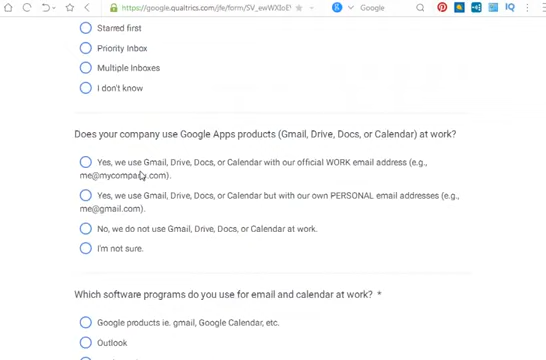 https://google.qualtrics.com/jfe/form/SV_
Google
Starred first
Priority Inbox
Multiple Inboxes
I don't know
Does your company use Google Apps products (Gmail, Drive, Docs, or Calendar) at work?
Yes, we use Gmail, Drive, Docs, or Calendar with our official WORK email address (e.g.,
me@mycompany.com).
Yes, we use Gmail, Drive, Docs, or Calendar but with our own PERSONAL email addresses (e.g.,
me@gmail.com).
No, we do not use Gmail, Drive, Docs, or Calendar at work.
I'm not sure.
Which software programs do you use for email and calendar at work? *
Google products ie. gmail, Google Calendar, etc.
Outlook